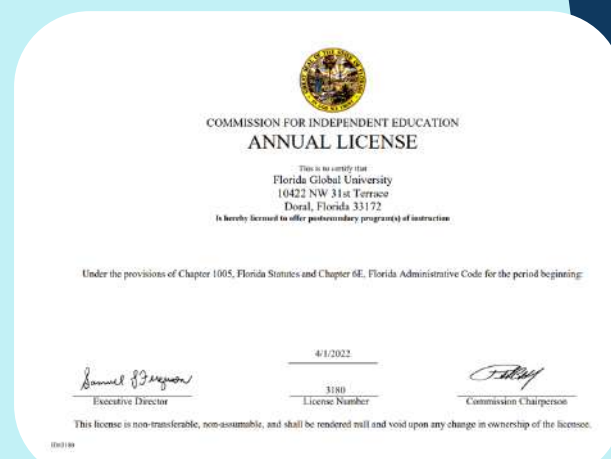 COMMISSION FOR INDEPENDENT EDUCATION
ANNUAL LICENSE
This is to certify that
Florida Global University
10422 NW 31st Terrace
Doral, Florida 33172
Is hereby licensed to offer postsecondary program(s) of instruction
Under the provisions of Chapter 1005, Florida Statutes and Chapter 6E, Florida Administrative Code for the period beginning:
4/1/2022
Samuel L Ferguson
Executive Director
3180
License Number
Commission Chairperson
This license is non-transferable, non-assumable, and shall be rendered null and void upon any change in ownership of the licensee.